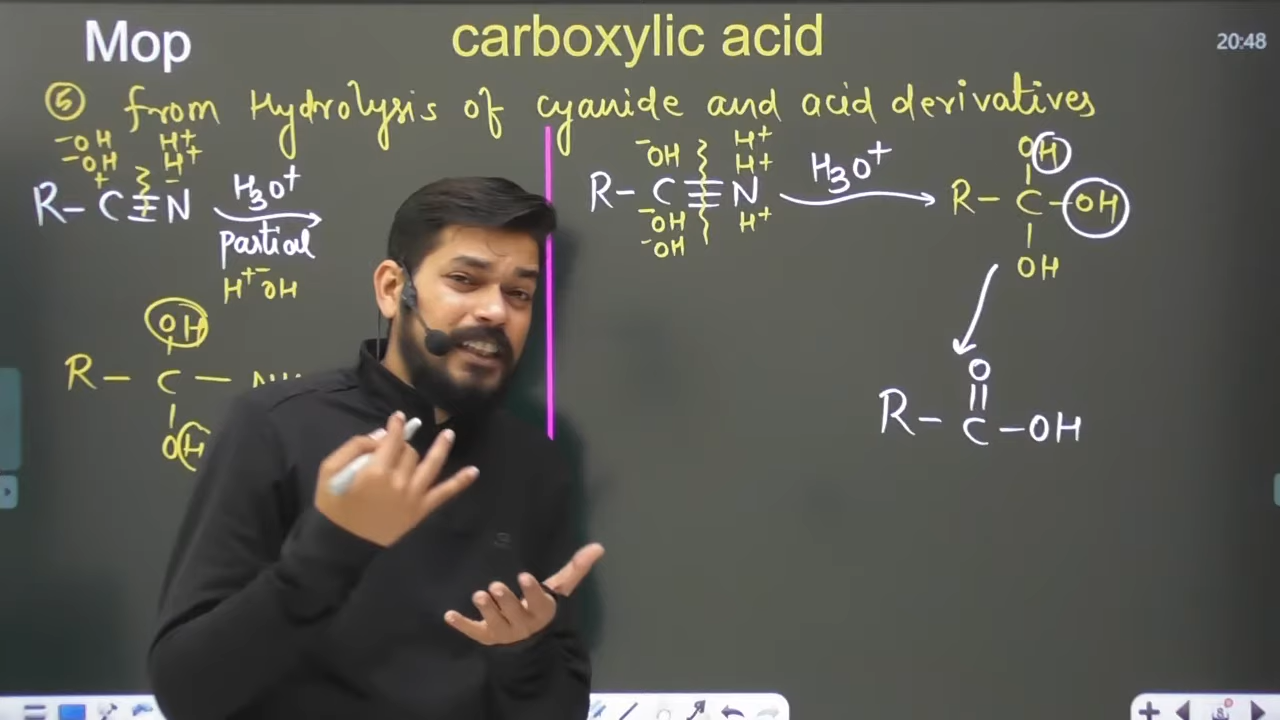 Mop
carboxylic acid
20:48
⑤ from Hydrolysis of cyanide and acid derivatives
⁻OH H⁺
⁻OH H⁺
+ −
R–C≡N H₃O⁺
Partial
H⁺ ⁻OH
OH
R–C–
OH
⁻OH H⁺
H⁺
R–C≡N H₃O⁺
⁻OH H⁺
⁻OH
OH
R–C–OH
OH
O
R–C–OH